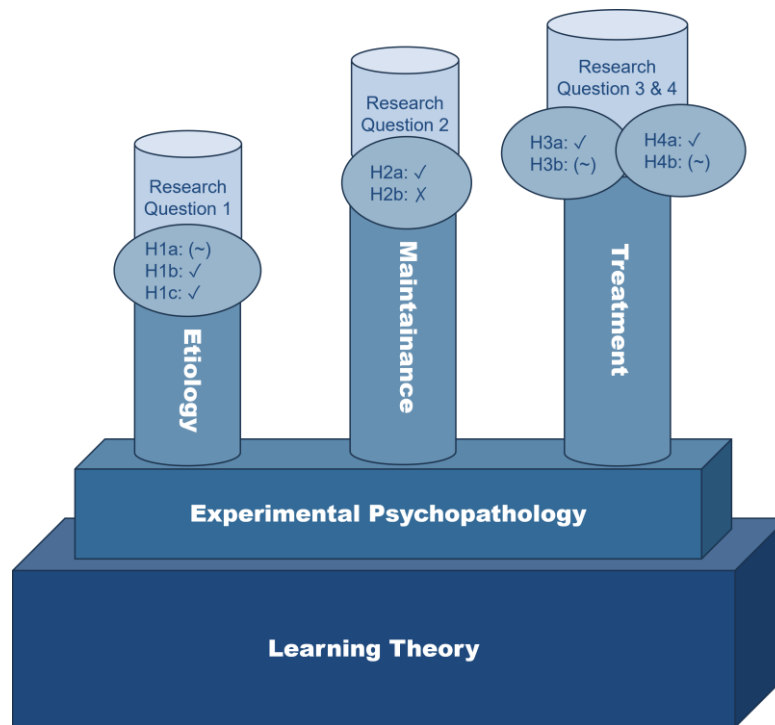 Research
Question 1
H1a: (~)
H1b: ✓
H1c: ✓
Etiology
Research
Question 2
H2a: ✓
H2b: ✗
Maintainance
Research
Question 3 & 4
H3a: ✓
H3b: (~)
H4a: ✓
H4b: (~)
Treatment
Experimental Psychopathology
Learning Theory